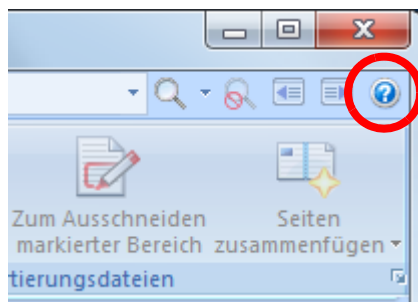 Zum Ausschneiden
markierter Bereich
Seiten
zusammenfügen
tierungsdateien